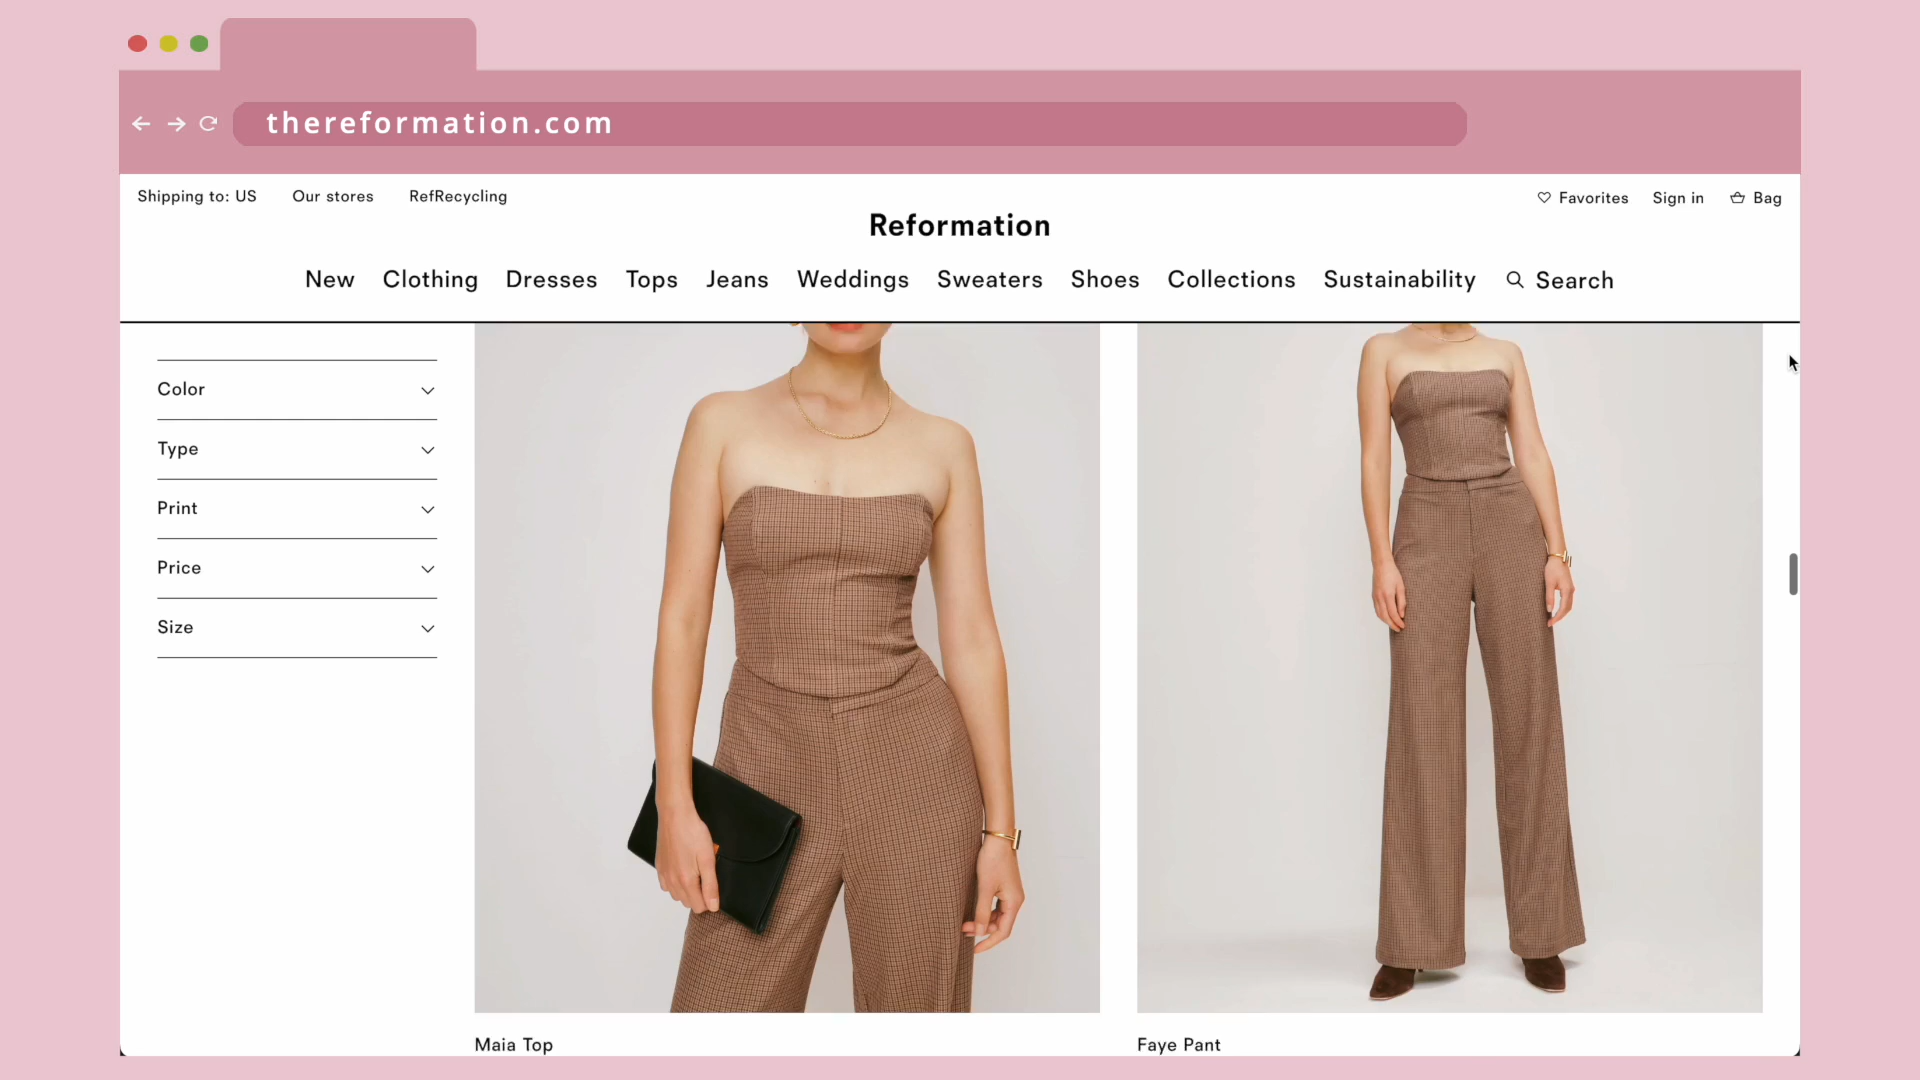 thereformation.com
Shipping to: US Our stores RefRecycling
Favorites Sign in Bag
Reformation
New Clothing Dresses Tops Jeans Weddings Sweaters Shoes Collections Sustainability Search
Color
Type
Print
Price
Size
Maia Top
Faye Pant